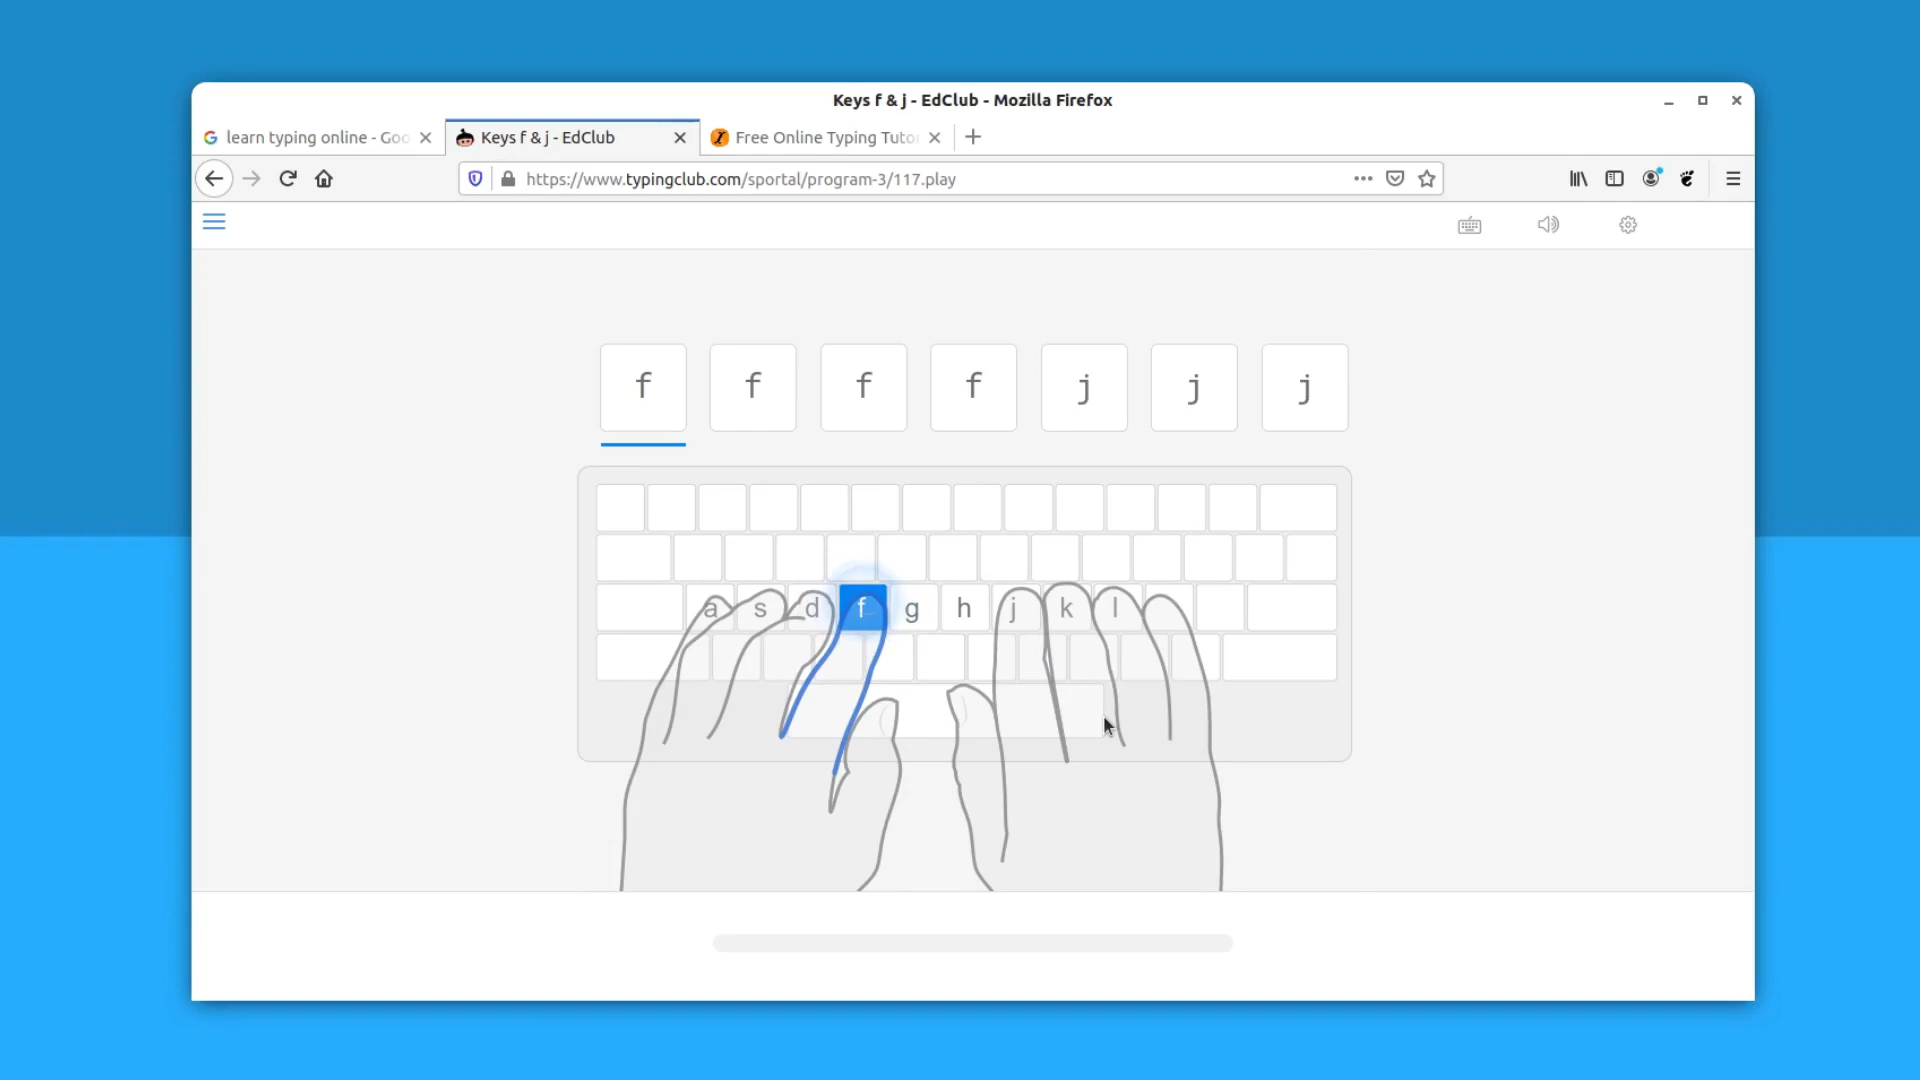 Keys f & j - EdClub - Mozilla Firefox
learn typing online - Goo
Keys f & j - EdClub
Free Online Typing Tutor
https://www.typingclub.com/sportal/program-3/117.play
f f f f j j j
a s d f g h j k l